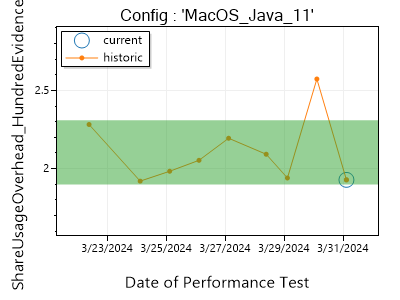 Config : 'MacOS_Java_11'
current
historic
ShareUsageOverhead_HundredEvidence
2.5
2
3/23/2024
3/25/2024
3/27/2024
3/29/2024
3/31/2024
Date of Performance Test